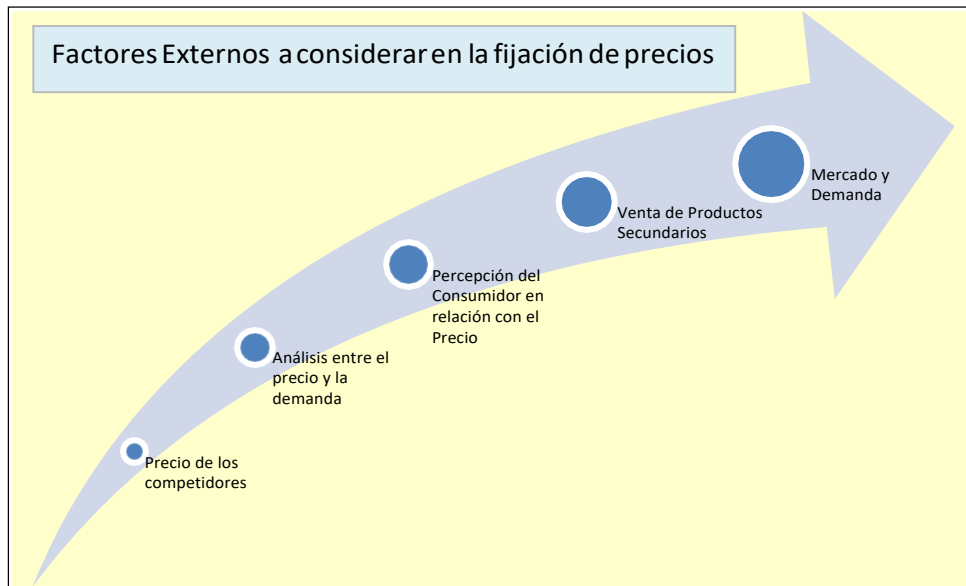 Factores Externos a considerar en la fijación de precios
Mercado y
Demanda
Venta de Productos
Secundarios
Percepción del
Consumidor en
relación con el
Precio
Análisis entre el
precio y la
demanda
Precio de los
competidores